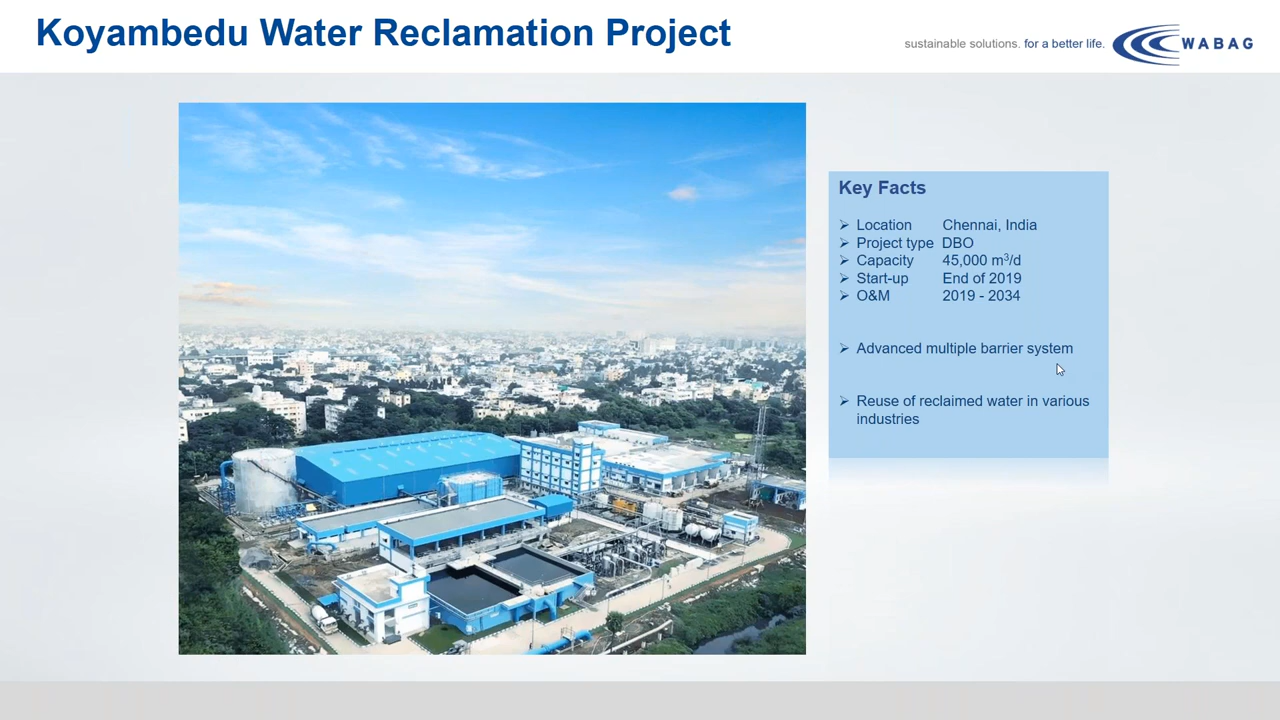 Koyambedu Water Reclamation Project
sustainable solutions. for a better life.
WABAG
Key Facts
➢ Location Chennai, India
➢ Project type DBO
➢ Capacity 45,000 m³/d
➢ Start-up End of 2019
➢ O&M 2019 - 2034
➢ Advanced multiple barrier system
➢ Reuse of reclaimed water in various
industries